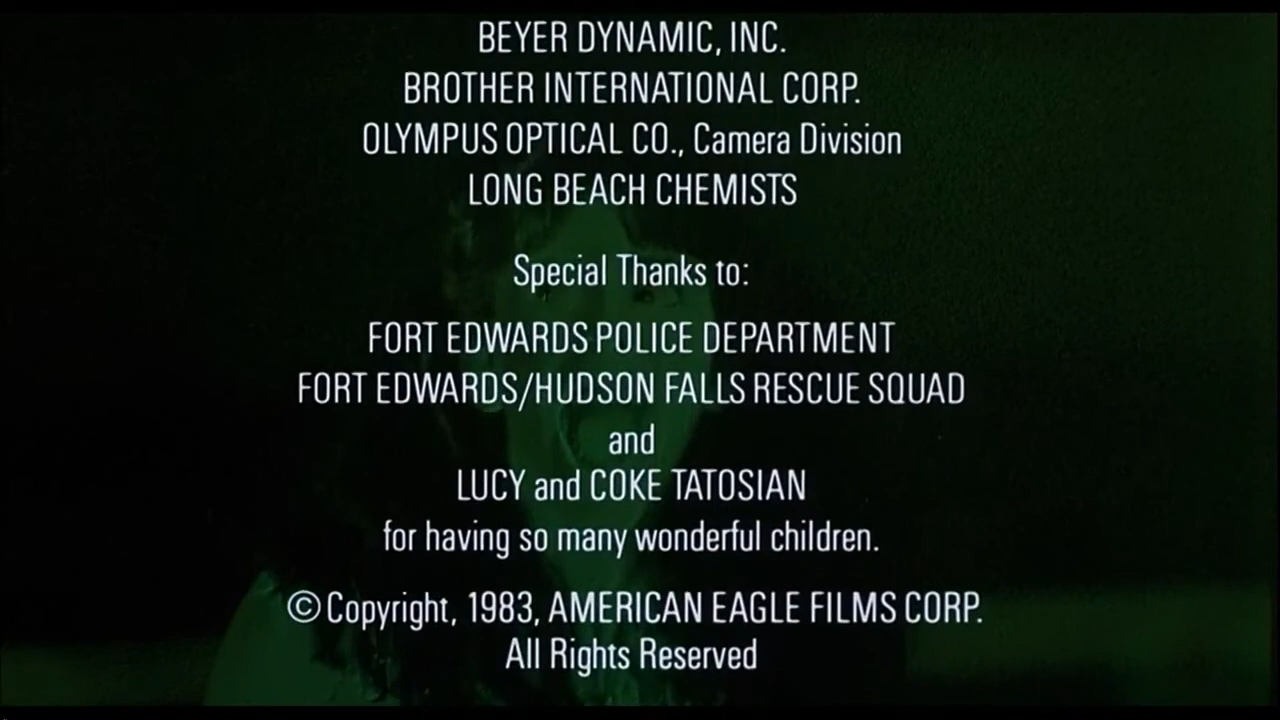 BEYER DYNAMIC, INC.
BROTHER INTERNATIONAL CORP.
OLYMPUS OPTICAL CO., Camera Division
LONG BEACH CHEMISTS
Special Thanks to:
FORT EDWARDS POLICE DEPARTMENT
FORT EDWARDS/HUDSON FALLS RESCUE SQUAD
and
LUCY and COKE TATOSIAN
for having so many wonderful children.
© Copyright, 1983, AMERICAN EAGLE FILMS CORP.
All Rights Reserved